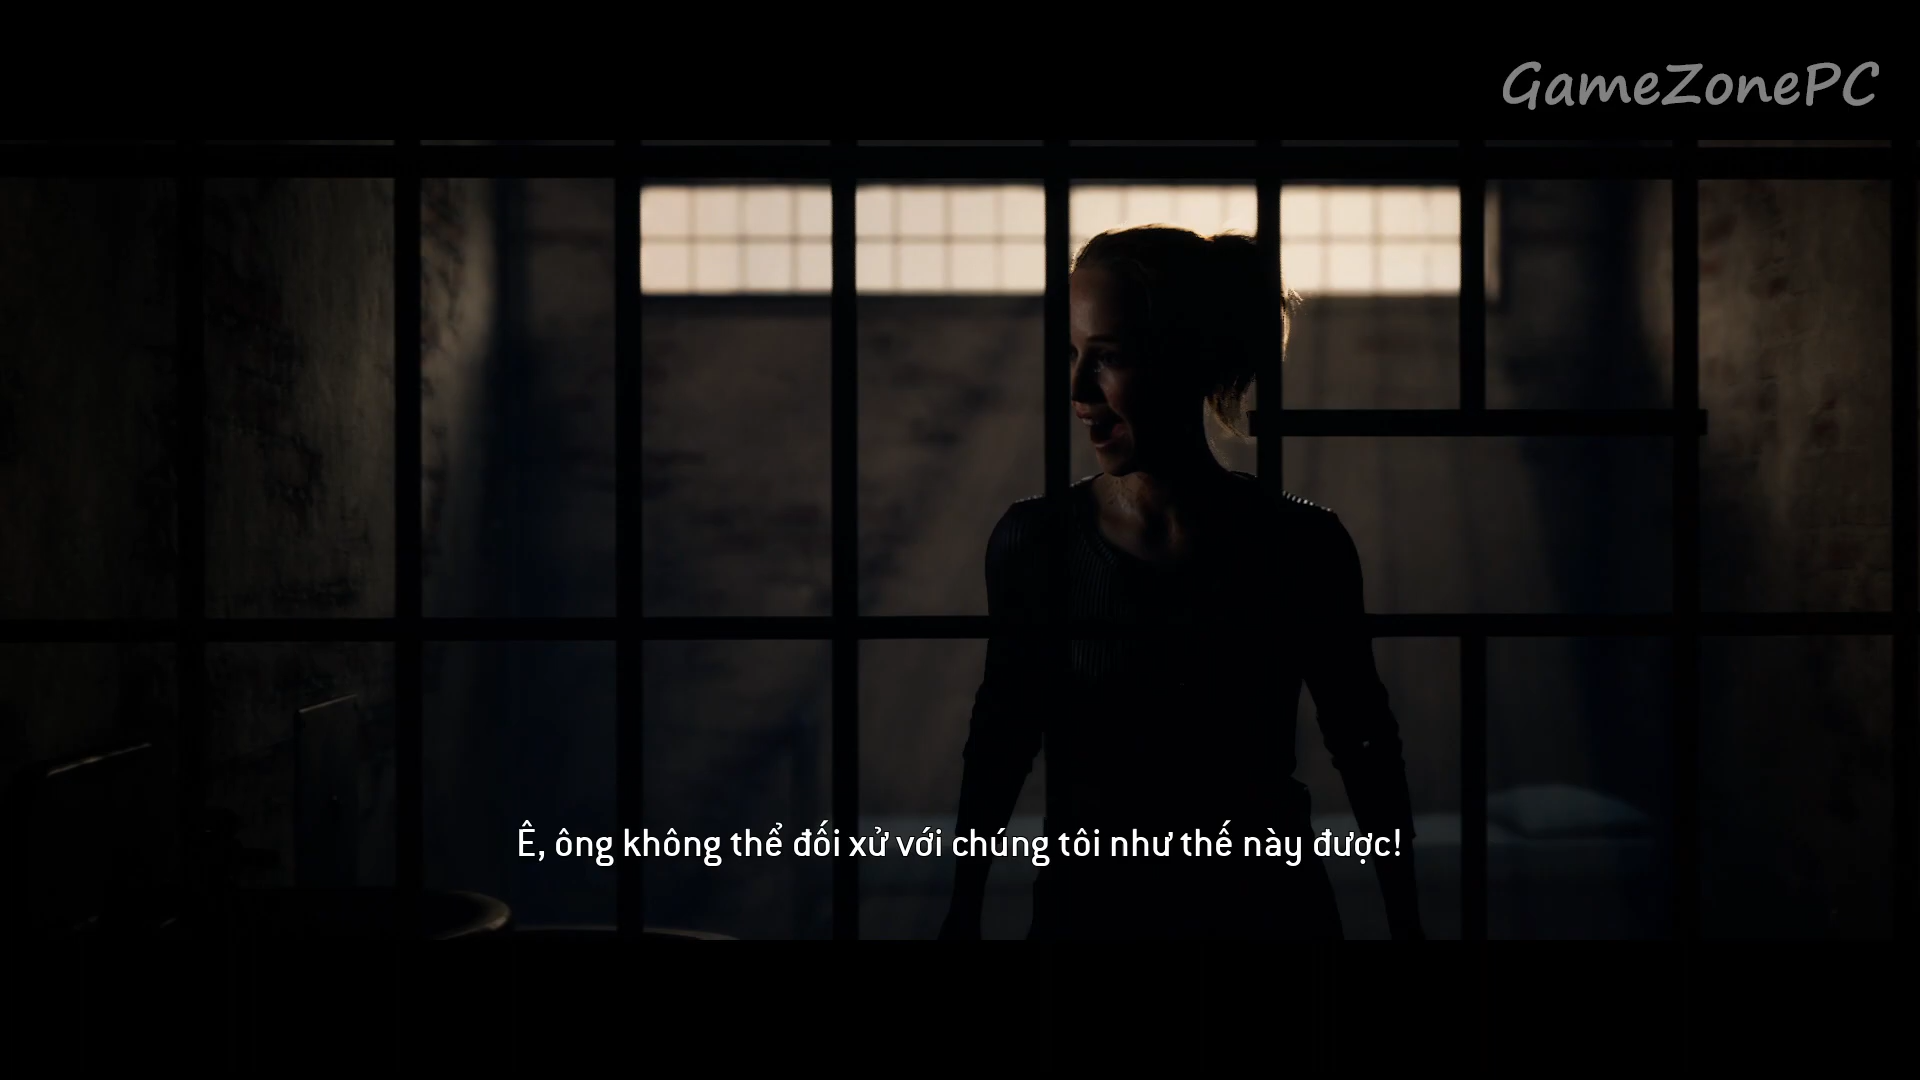 GameZonePC
Ê, ông không thể đối xử với chúng tôi như thế này được!